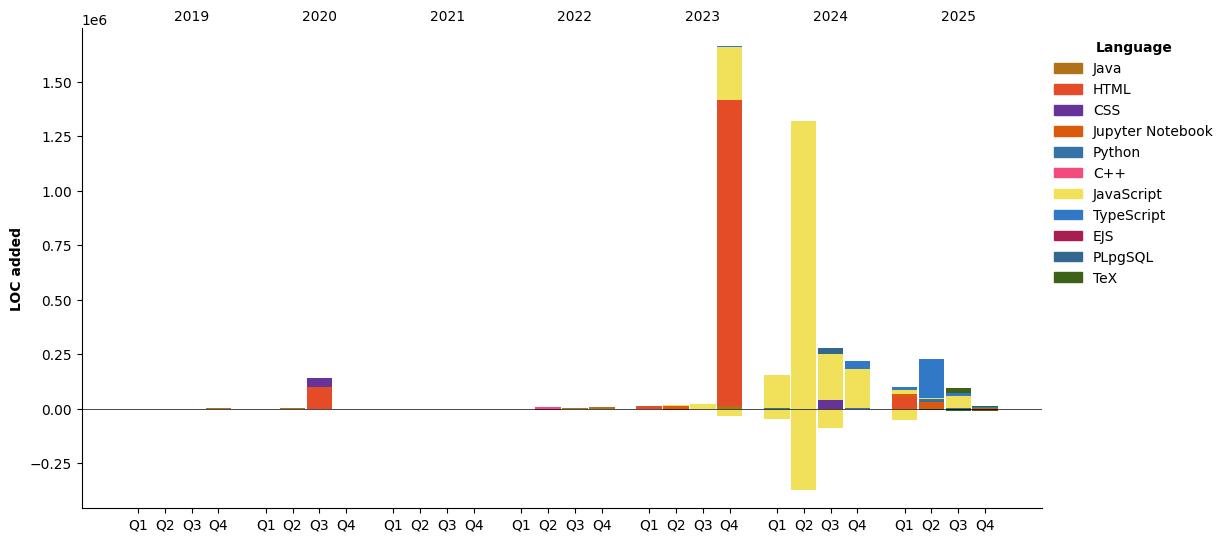 2019 2020 2021 2022 2023 2024 2025
1e6
Language
Java
HTML
CSS
Jupyter Notebook
Python
C++
JavaScript
TypeScript
EJS
PLpgSQL
TeX
LOC added
1.50
1.25
1.00
0.75
0.50
0.25
0.00
−0.25
Q1 Q2 Q3 Q4 Q1 Q2 Q3 Q4 Q1 Q2 Q3 Q4 Q1 Q2 Q3 Q4 Q1 Q2 Q3 Q4 Q1 Q2 Q3 Q4 Q1 Q2 Q3 Q4